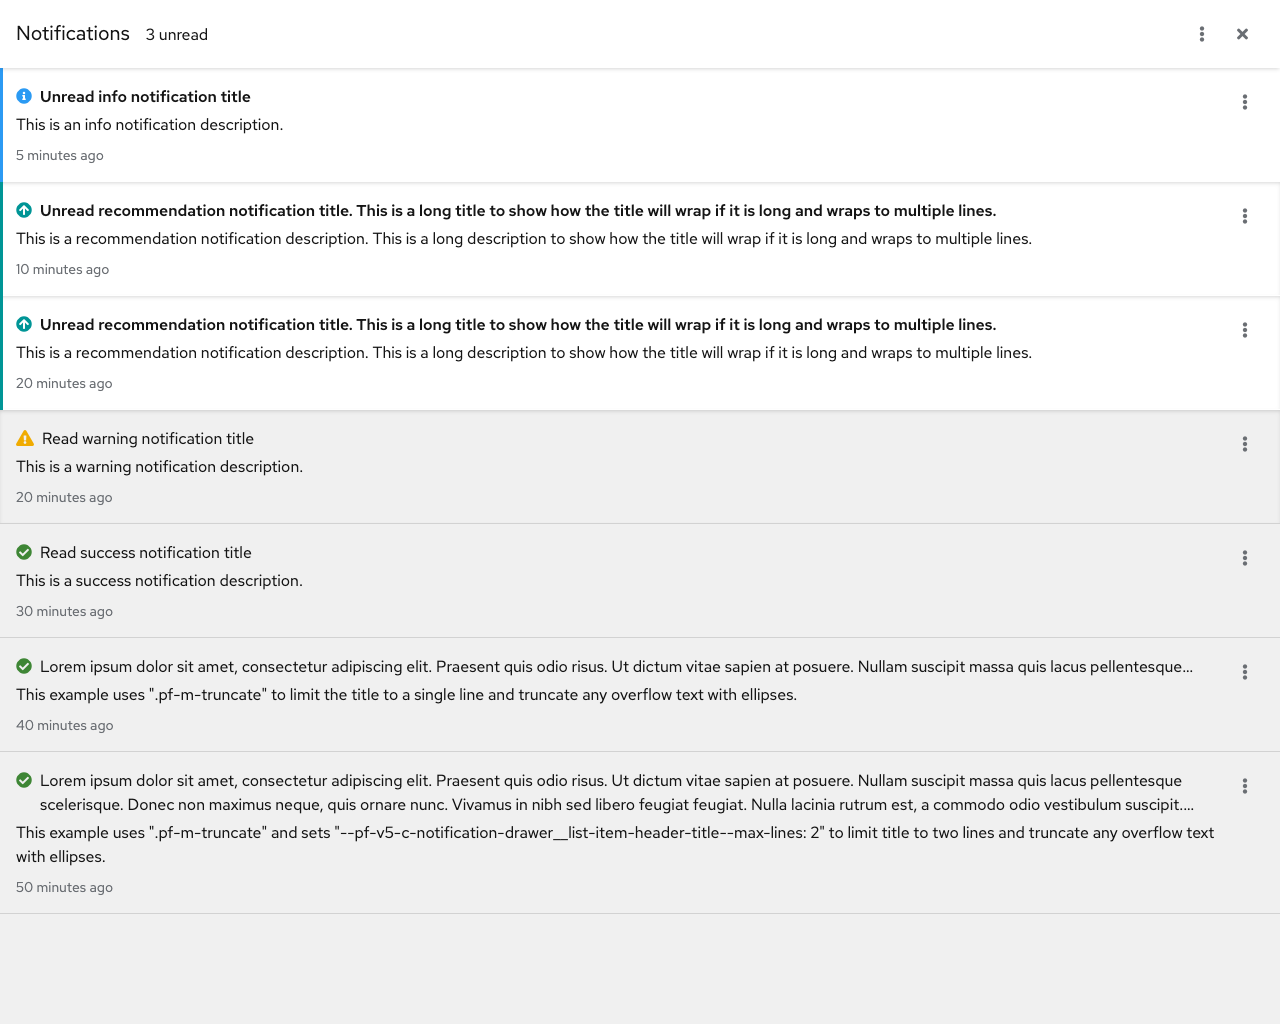 Notifications 3 unread
Unread info notification title
This is an info notification description.
5 minutes ago
Unread recommendation notification title. This is a long title to show how the title will wrap if it is long and wraps to multiple lines.
This is a recommendation notification description. This is a long description to show how the title will wrap if it is long and wraps to multiple lines.
10 minutes ago
Unread recommendation notification title. This is a long title to show how the title will wrap if it is long and wraps to multiple lines.
This is a recommendation notification description. This is a long description to show how the title will wrap if it is long and wraps to multiple lines.
20 minutes ago
Read warning notification title
This is a warning notification description.
20 minutes ago
Read success notification title
This is a success notification description.
30 minutes ago
Lorem ipsum dolor sit amet, consectetur adipiscing elit. Praesent quis odio risus. Ut dictum vitae sapien at posuere. Nullam suscipit massa quis lacus pellentesque...
This example uses ".pf-m-truncate" to limit the title to a single line and truncate any overflow text with ellipses.
40 minutes ago
Lorem ipsum dolor sit amet, consectetur adipiscing elit. Praesent quis odio risus. Ut dictum vitae sapien at posuere. Nullam suscipit massa quis lacus pellentesque
scelerisque. Donec non maximus neque, quis ornare nunc. Vivamus in nibh sed libero feugiat feugiat. Nulla lacinia rutrum est, a commodo odio vestibulum suscipit....
This example uses ".pf-m-truncate" and sets "--pf-v5-c-notification-drawer__list-item-header-title--max-lines: 2" to limit title to two lines and truncate any overflow text
with ellipses.
50 minutes ago